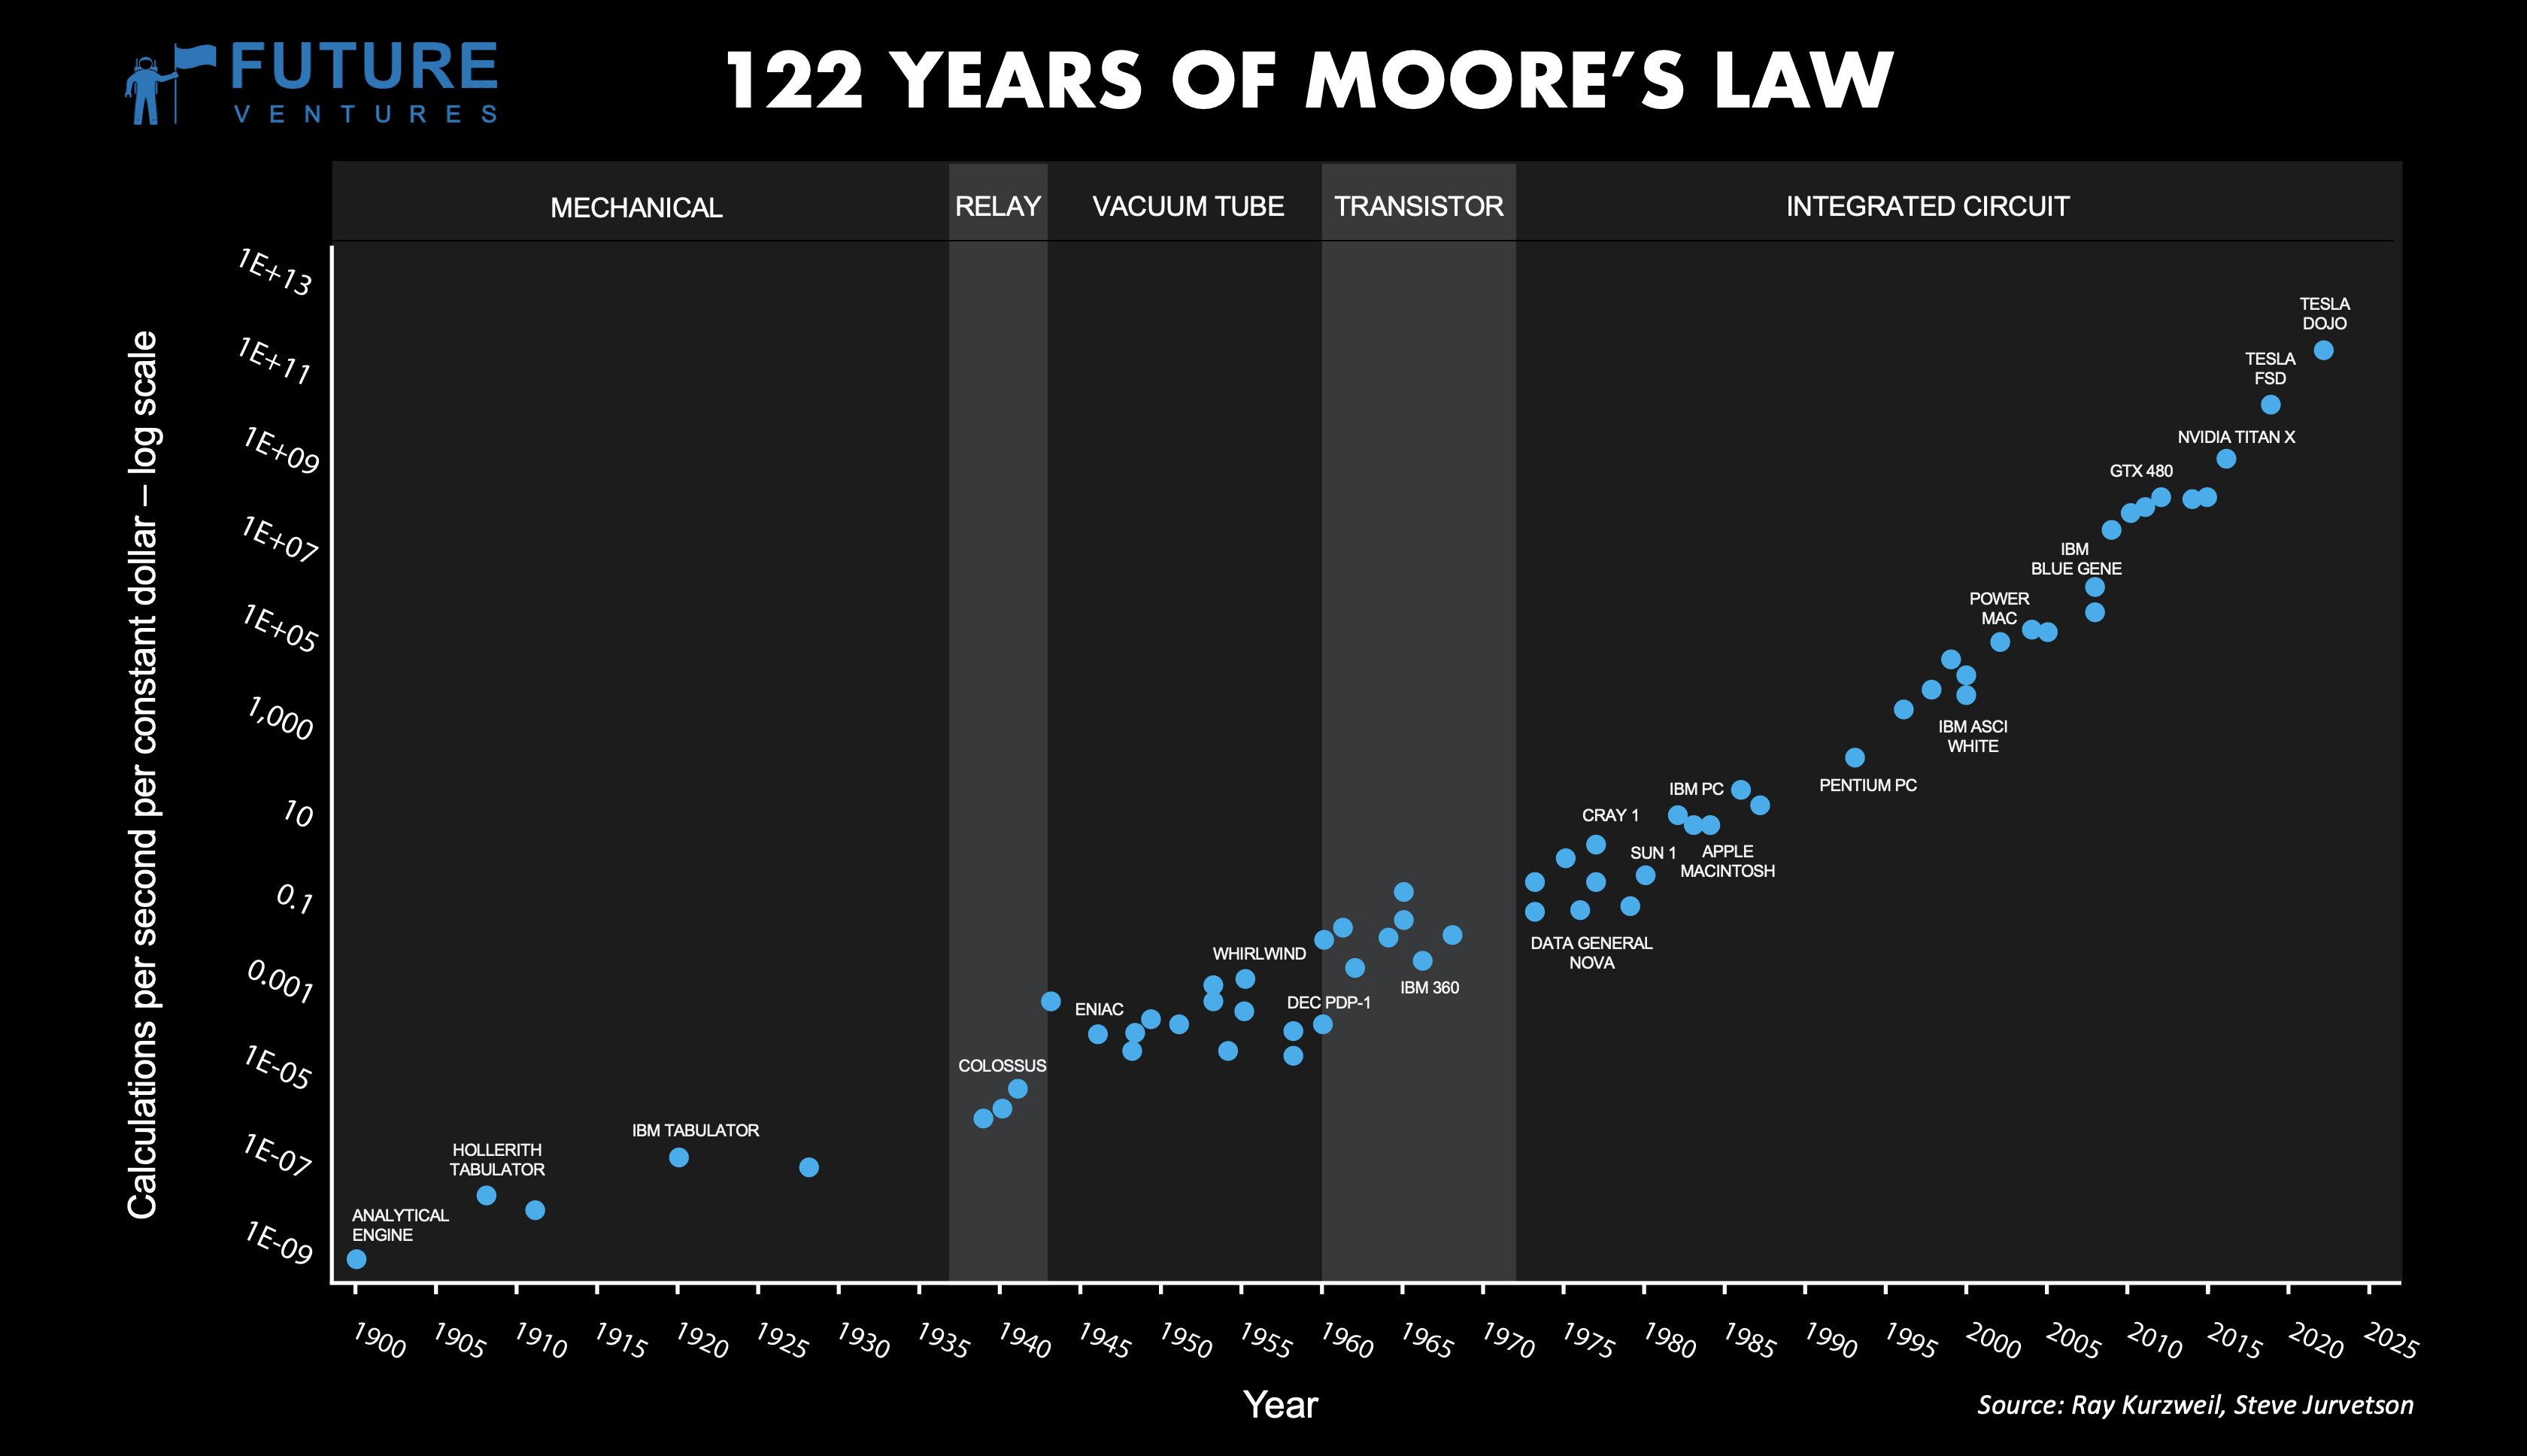 FUTURE
VENTURES
122 YEARS OF MOORE'S LAW
MECHANICAL
RELAY
VACUUM TUBE
TRANSISTOR
INTEGRATED CIRCUIT
Calculations per second per constant dollar – log scale
1E+13
1E+11
1E+09
1E+07
1E+05
1,000
10
0.1
0.001
1E-05
1E-07
1E-09
ANALYTICAL
ENGINE
HOLLERITH
TABULATOR
IBM TABULATOR
COLOSSUS
ENIAC
WHIRLWIND
DEC PDP-1
IBM 360
DATA GENERAL
NOVA
CRAY 1
SUN 1
IBM PC
APPLE
MACINTOSH
PENTIUM PC
IBM ASCI
WHITE
POWER
MAC
IBM
BLUE GENE
GTX 480
NVIDIA TITAN X
TESLA
FSD
TESLA
DOJO
1900
1905
1910
1915
1920
1925
1930
1935
1940
1945
1950
1955
1960
1965
1970
1975
1980
1985
1990
1995
2000
2005
2010
2015
2020
2025
Year
Source: Ray Kurzweil, Steve Jurvetson